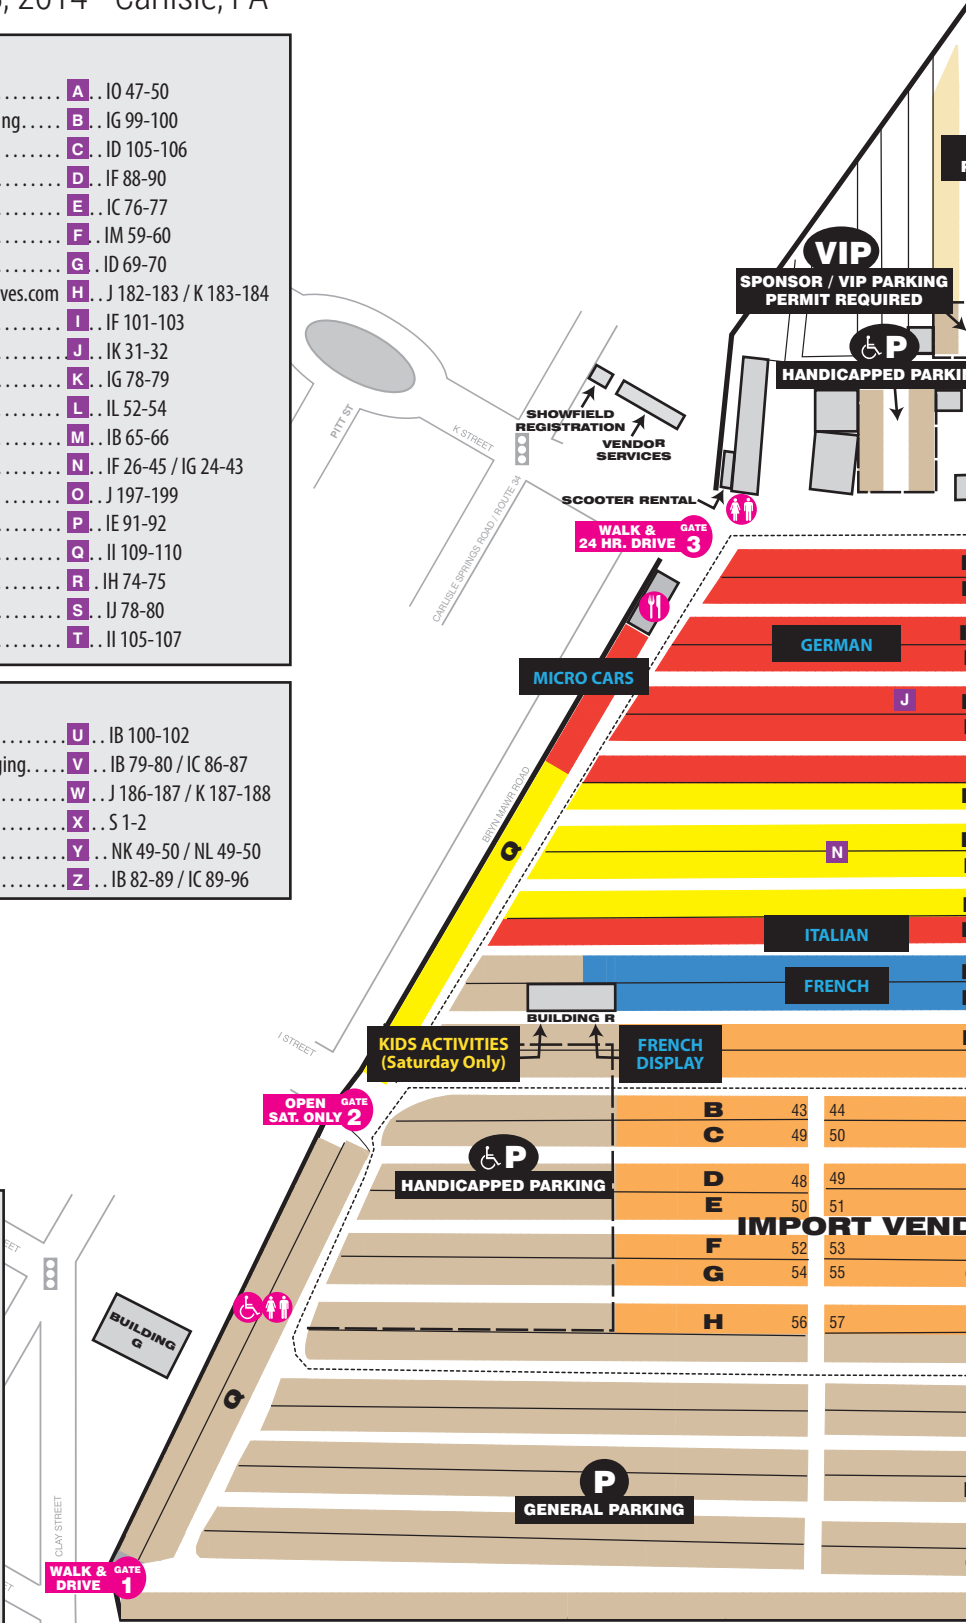 , 2014 Carlisle, PA
A . . IO 47-50
ng. . . . . B . . IG 99-100
C . . ID 105-106
D . . IF 88-90
E . . IC 76-77
F . . IM 59-60
G . . ID 69-70
ves.com H . . J 182-183 / K 183-184
I . . IF 101-103
J . . IK 31-32
K . . IG 78-79
L . . IL 52-54
M . . IB 65-66
N . . IF 26-45 / IG 24-43
O . . J 197-199
P . . IE 91-92
Q . . II 109-110
R . . IH 74-75
S . . IJ 78-80
T . . II 105-107
U . . IB 100-102
ging. . . . . V . . IB 79-80 / IC 86-87
W . . J 186-187 / K 187-188
X . . S 1-2
Y . . NK 49-50 / NL 49-50
Z . . IB 82-89 / IC 89-96
VIP
SPONSOR / VIP PARKING
PERMIT REQUIRED
P
HANDICAPPED PARKI
PITT ST
K STREET
SHOWFIELD
REGISTRATION
VENDOR
SERVICES
CARLISLE SPRINGS ROAD / ROUTE 34
SCOOTER RENTAL
WALK &
24 HR. DRIVE
GATE
3
GERMAN
MICRO CARS
J
BRYN MAWR ROAD
Q
N
ITALIAN
FRENCH
BUILDING R
I STREET
KIDS ACTIVITIES
(Saturday Only)
FRENCH
DISPLAY
OPEN
SAT. ONLY
GATE
2
B 43 44
C 49 50
P
HANDICAPPED PARKING
D 48 49
E 50 51
IMPORT VEND
F 52 53
G 54 55
H 56 57
BUILDING
G
Q
P
GENERAL PARKING
CLAY STREET
WALK &
DRIVE
GATE
1